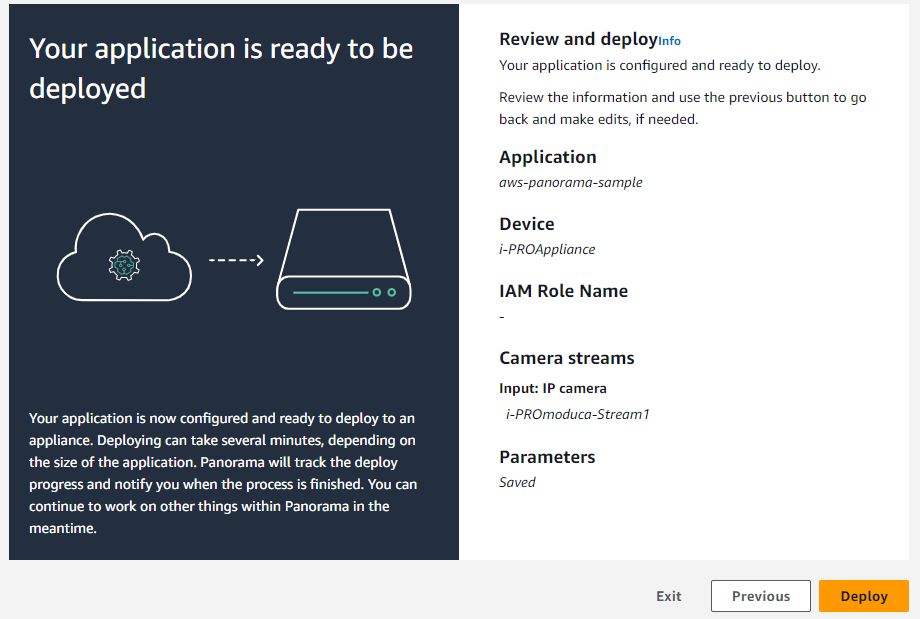 Your application is ready to be
deployed
Your application is now configured and ready to deploy to an
appliance. Deploying can take several minutes, depending on
the size of the application. Panorama will track the deploy
progress and notify you when the process is finished. You can
continue to work on other things within Panorama in the
meantime.
Review and deploy Info
Your application is configured and ready to deploy.
Review the information and use the previous button to go
back and make edits, if needed.
Application
aws-panorama-sample
Device
i-PROAppliance
IAM Role Name
-
Camera streams
Input: IP camera
i-PROmoduca-Stream1
Parameters
Saved
Exit Previous Deploy